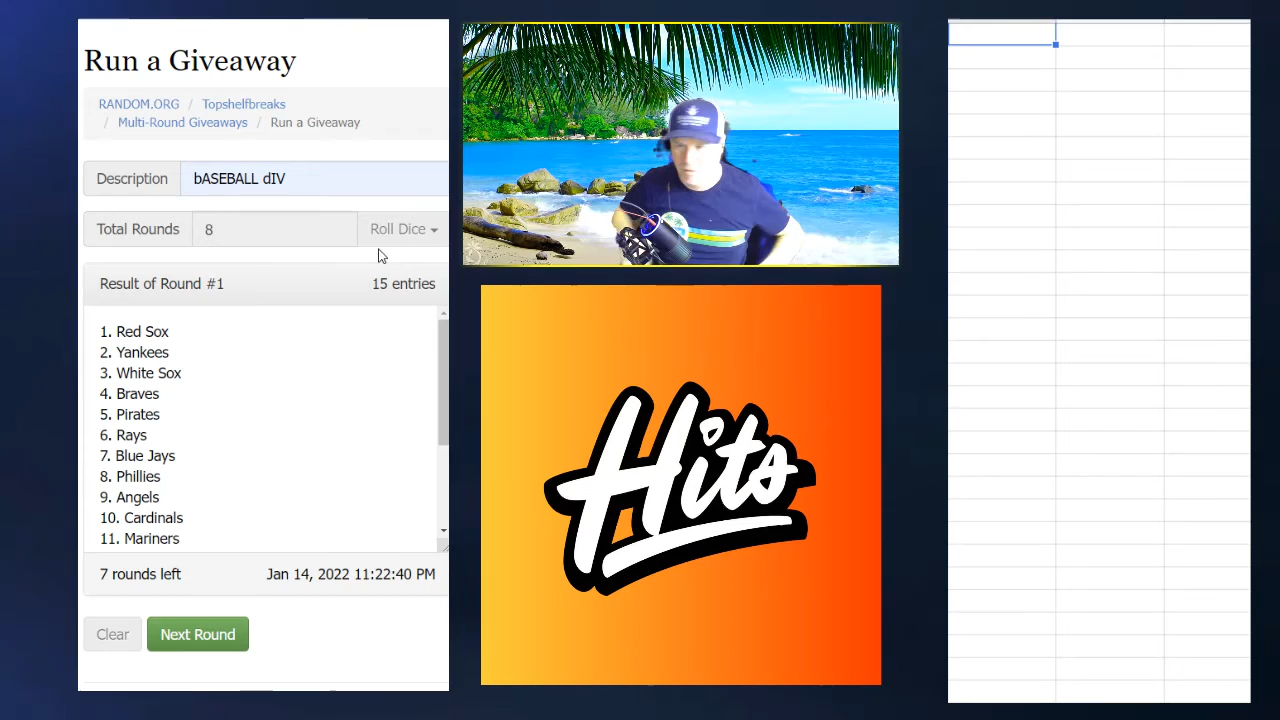 Run a Giveaway
RANDOM.ORG / Topshelfbreaks
/ Multi-Round Giveaways / Run a Giveaway
Description bASEBALL dIV
Total Rounds 8 Roll Dice
Result of Round #1 15 entries
1. Red Sox
2. Yankees
3. White Sox
4. Braves
5. Pirates
6. Rays
7. Blue Jays
8. Phillies
9. Angels
10. Cardinals
11. Mariners
7 rounds left Jan 14, 2022 11:22:40 PM
Clear Next Round
Hits